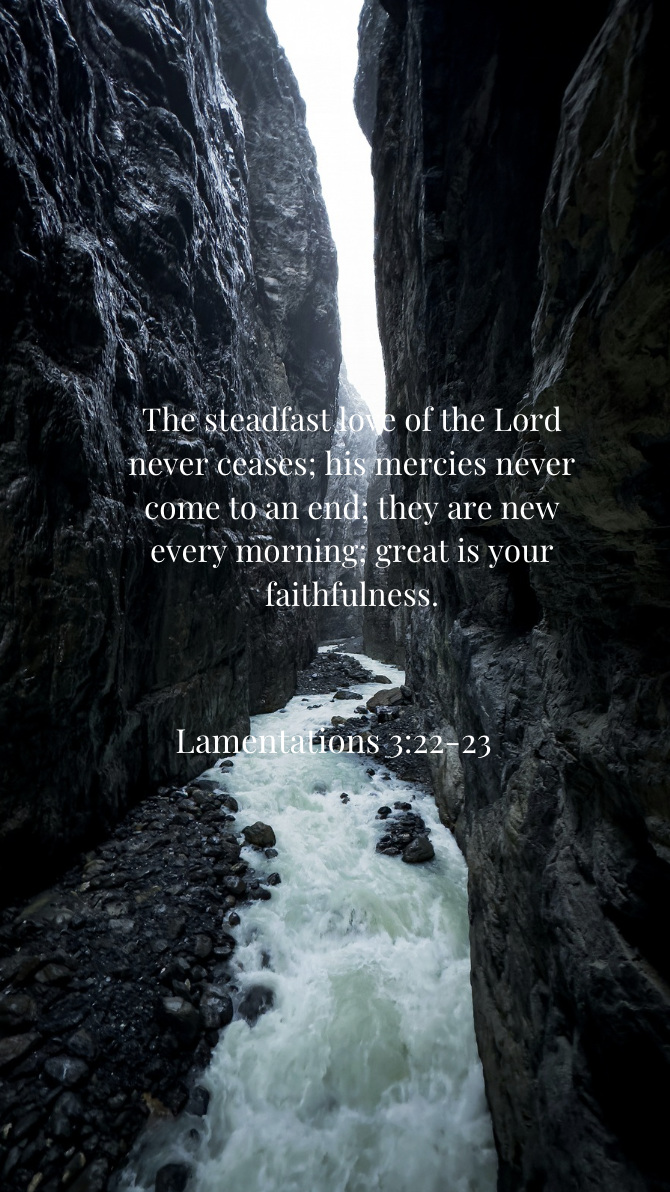 The steadfast love of the Lord
never ceases; his mercies never
come to an end; they are new
every morning; great is your
faithfulness.
Lamentations 3:22-23